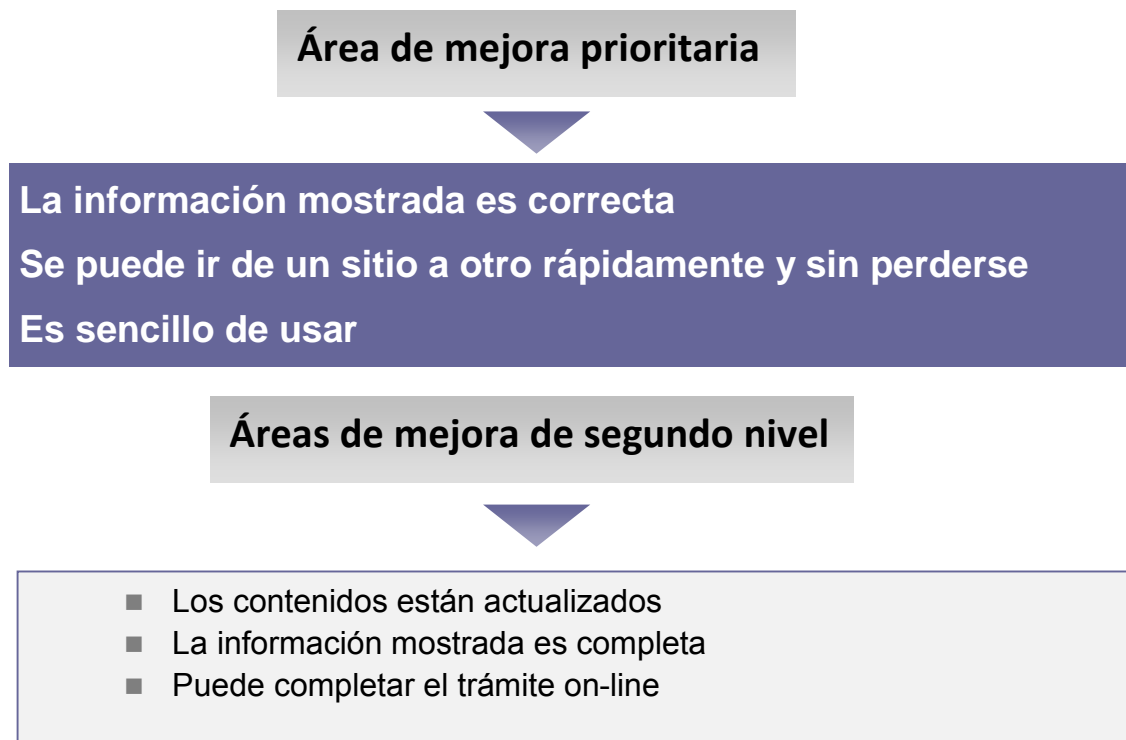 Área de mejora prioritaria
La información mostrada es correcta
Se puede ir de un sitio a otro rápidamente y sin perderse
Es sencillo de usar
Áreas de mejora de segundo nivel
Los contenidos están actualizados
La información mostrada es completa
Puede completar el trámite on-line